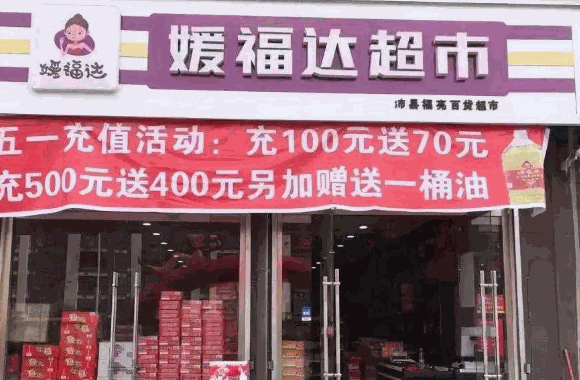 媛福达
媛福达超市
沛县福亮百货超市
五一充值活动：充100元送70元
充500元送400元另加赠送一桶油